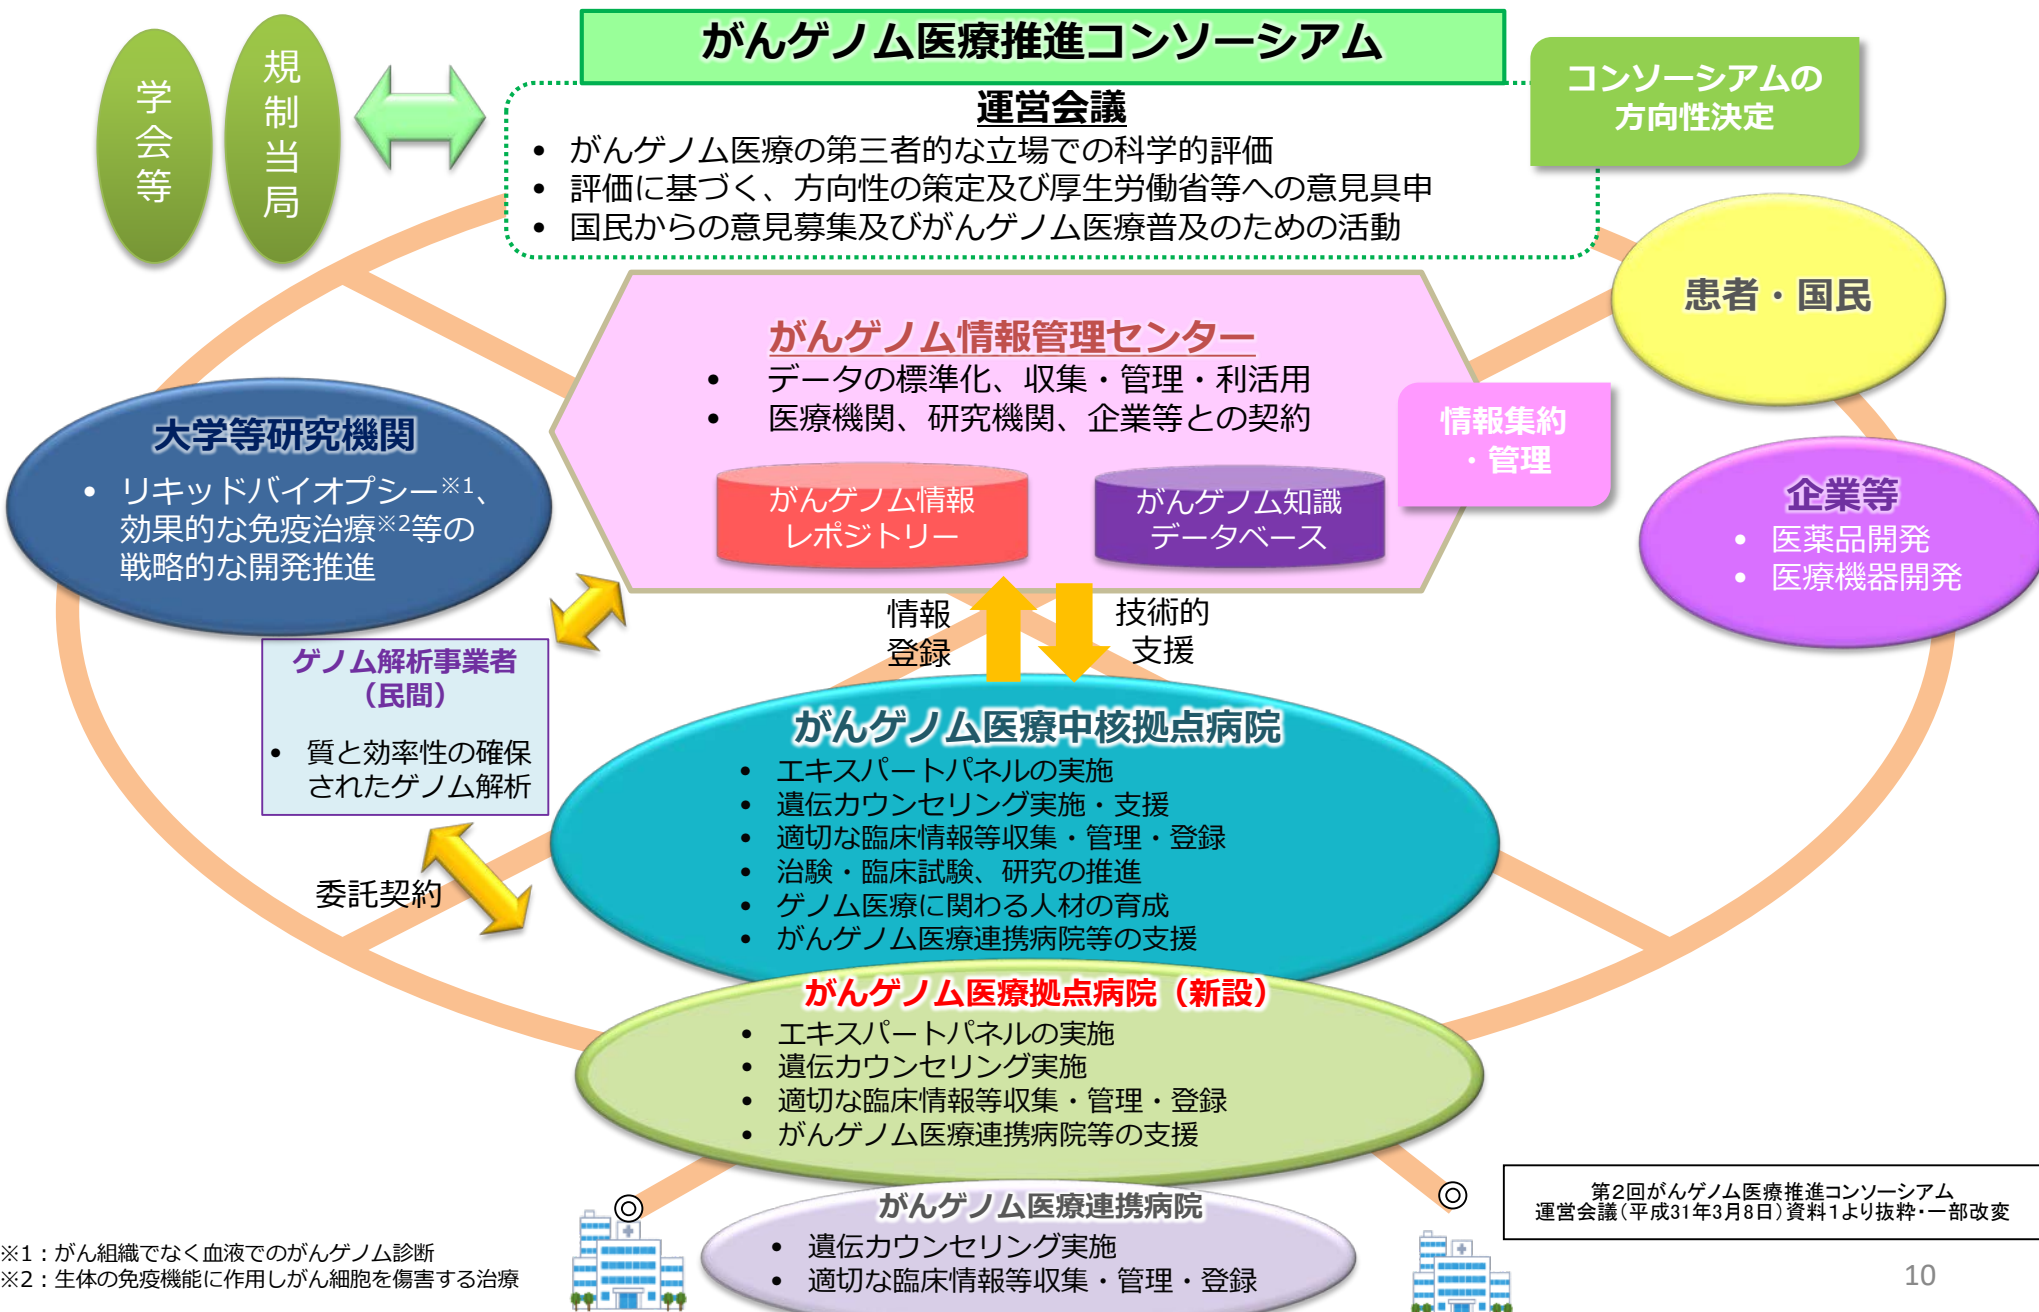 がんゲノム医療推進コンソーシアム
学会等
規制当局
コンソーシアムの
方向性決定
運営会議
• がんゲノム医療の第三者的な立場での科学的評価
• 評価に基づく、方向性の策定及び厚生労働省等への意見具申
• 国民からの意見募集及びがんゲノム医療普及のための活動
患者・国民
がんゲノム情報管理センター
• データの標準化、収集・管理・利活用
• 医療機関、研究機関、企業等との契約
情報集約
・管理
がんゲノム情報
レポジトリー
がんゲノム知識
データベース
大学等研究機関
• リキッドバイオプシー※1、
効果的な免疫治療※2等の
戦略的な開発推進
企業等
• 医薬品開発
• 医療機器開発
情報
登録
技術的
支援
ゲノム解析事業者
（民間）
• 質と効率性の確保
されたゲノム解析
委託契約
がんゲノム医療中核拠点病院
• エキスパートパネルの実施
• 遺伝カウンセリング実施・支援
• 適切な臨床情報等収集・管理・登録
• 治験・臨床試験、研究の推進
• ゲノム医療に関わる人材の育成
• がんゲノム医療連携病院等の支援
がんゲノム医療拠点病院（新設）
• エキスパートパネルの実施
• 遺伝カウンセリング実施
• 適切な臨床情報等収集・管理・登録
• がんゲノム医療連携病院等の支援
◎
◎
がんゲノム医療連携病院
• 遺伝カウンセリング実施
• 適切な臨床情報等収集・管理・登録
第２回がんゲノム医療推進コンソーシアム
運営会議（平成31年3月8日）資料１より抜粋・一部改変
※1：がん組織でなく血液でのがんゲノム診断
※2：生体の免疫機能に作用しがん細胞を傷害する治療
10